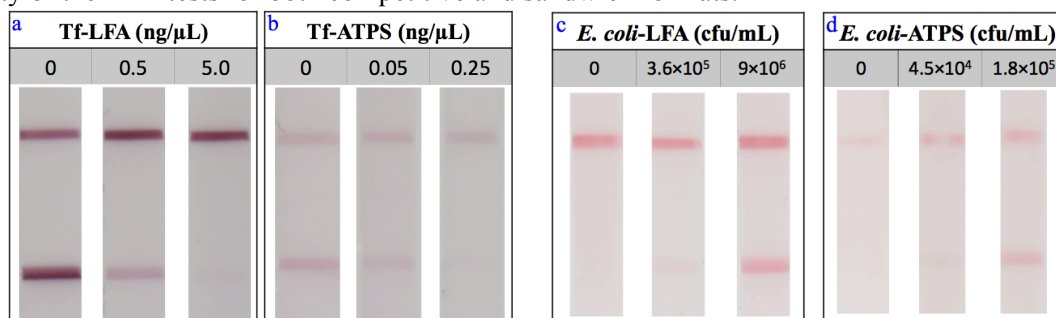 a Tf-LFA (ng/μL)
0 0.5 5.0
b Tf-ATPS (ng/μL)
0 0.05 0.25
c E. coli-LFA (cfu/mL)
0 3.6×10⁵ 9×10⁶
d E. coli-ATPS (cfu/mL)
0 4.5×10⁴ 1.8×10⁵